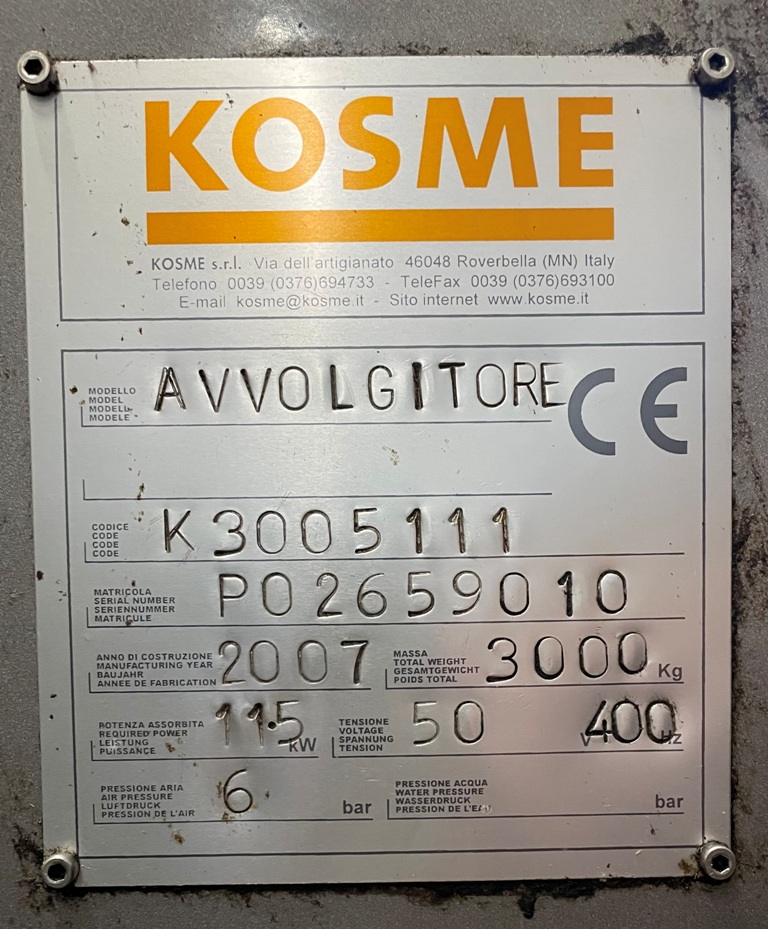 KOSME
KOSME s.r.l. Via dell'artigianato 46048 Roverbella (MN) Italy
Telefono 0039 (0376)694733 - TeleFax 0039 (0376)693100
E-mail kosme@kosme.it - Sito internet www.kosme.it
MODELLO
MODEL
MODELL
MODELE
AVVOLGITORE CE
CODICE
CODE
CODE
CODE
K3005111
MATRICOLA
SERIAL NUMBER
SERIENNUMMER
MATRICULE
P02659010
ANNO DI COSTRUZIONE
MANUFACTURING YEAR
BAUJAHR
ANNEE DE FABRICATION
2007
MASSA
TOTAL WEIGHT
GESAMTGEWICHT
POIDS TOTAL
3000 Kg
POTENZA ASSORBITA
REQUIRED POWER
LEISTUNG
PUISSANCE
11.5 kW
TENSIONE
VOLTAGE
SPANNUNG
TENSION
50 V 400 Hz
PRESSIONE ARIA
AIR PRESSURE
LUFTDRUCK
PRESSION DE L'AIR
6 bar
PRESSIONE ACQUA
WATER PRESSURE
WASSERDRUCK
PRESSION DE L'EAU
bar